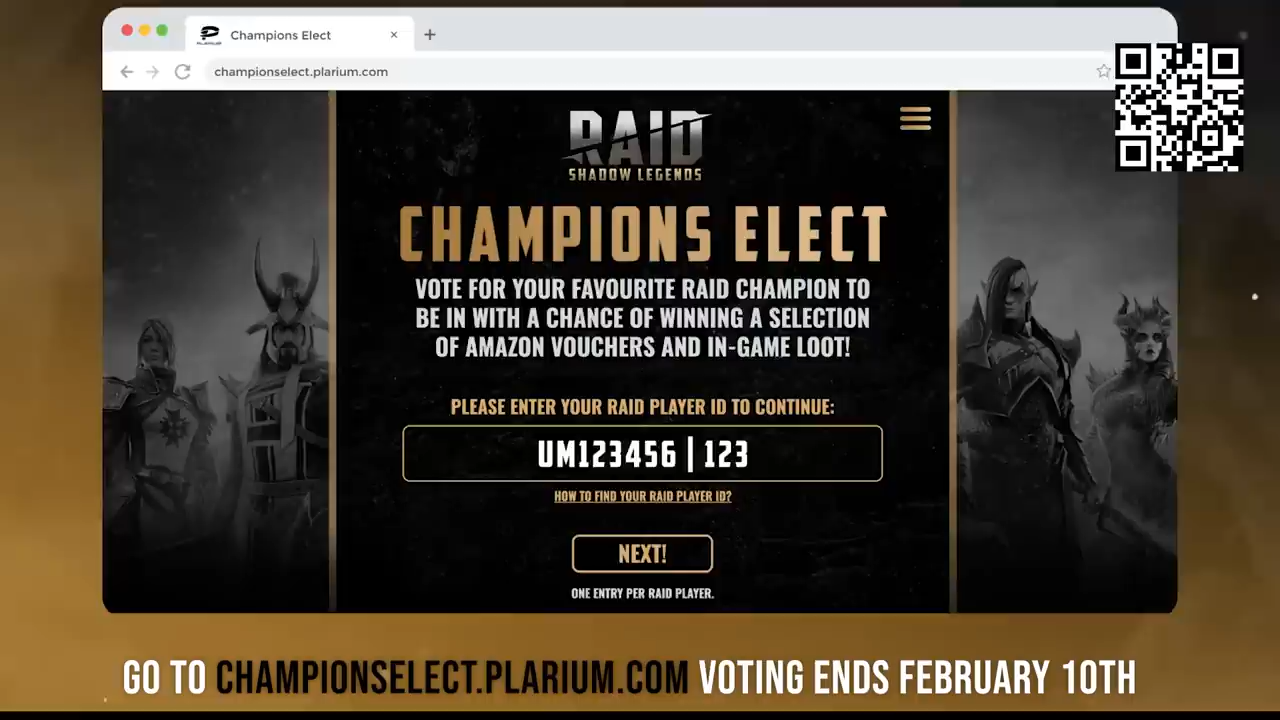 PLARIUM
Champions Elect
championselect.plarium.com
RAID
SHADOW LEGENDS
CHAMPIONS ELECT
VOTE FOR YOUR FAVOURITE RAID CHAMPION TO
BE IN WITH A CHANCE OF WINNING A SELECTION
OF AMAZON VOUCHERS AND IN-GAME LOOT!
PLEASE ENTER YOUR RAID PLAYER ID TO CONTINUE:
UM123456 | 123
HOW TO FIND YOUR RAID PLAYER ID?
NEXT!
ONE ENTRY PER RAID PLAYER.
GO TO CHAMPIONSELECT.PLARIUM.COM VOTING ENDS FEBRUARY 10TH